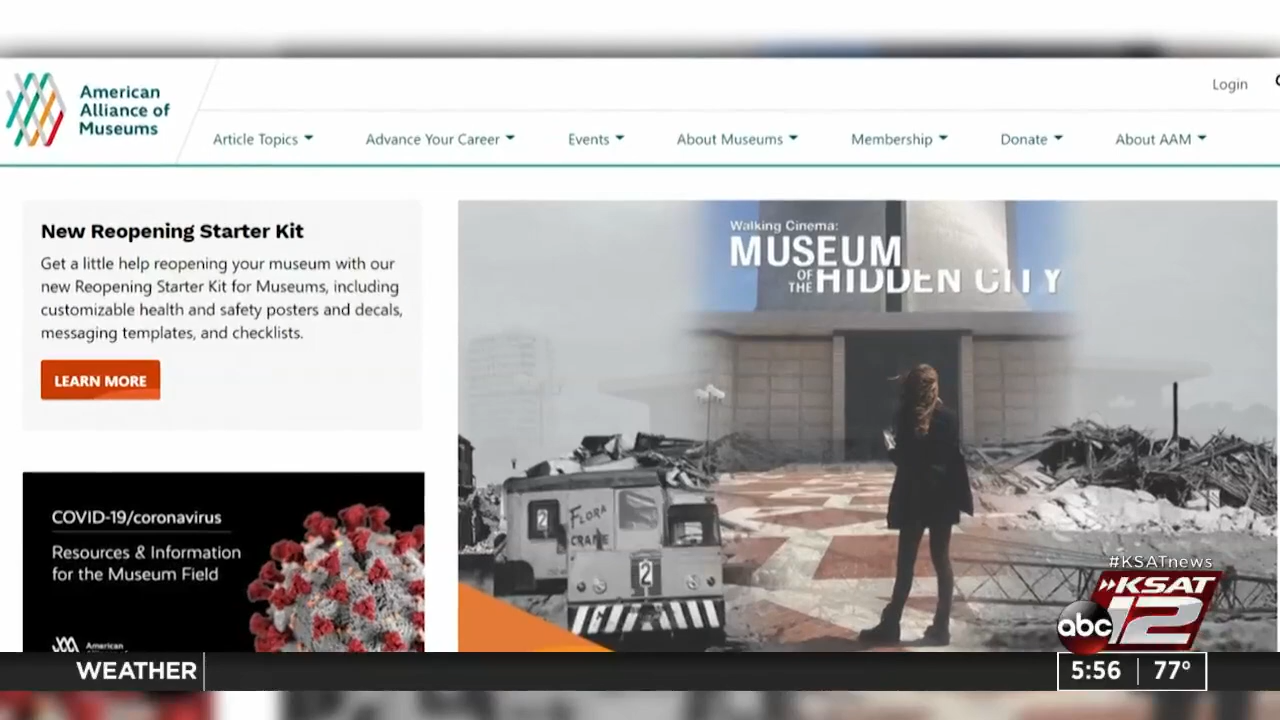 American
Alliance of
Museums
Login
Article Topics
Advance Your Career
Events
About Museums
Membership
Donate
About AAM
New Reopening Starter Kit
Get a little help reopening your museum with our
new Reopening Starter Kit for Museums, including
customizable health and safety posters and decals,
messaging templates, and checklists.
LEARN MORE
Walking Cinema:
MUSEUM
OF
THE HIDDEN CITY
2 FLORA
CRANE
2
COVID-19/coronavirus
Resources & Information
for the Museum Field
American
#KSATnews
KSAT
abc 12
WEATHER
5:56 77°